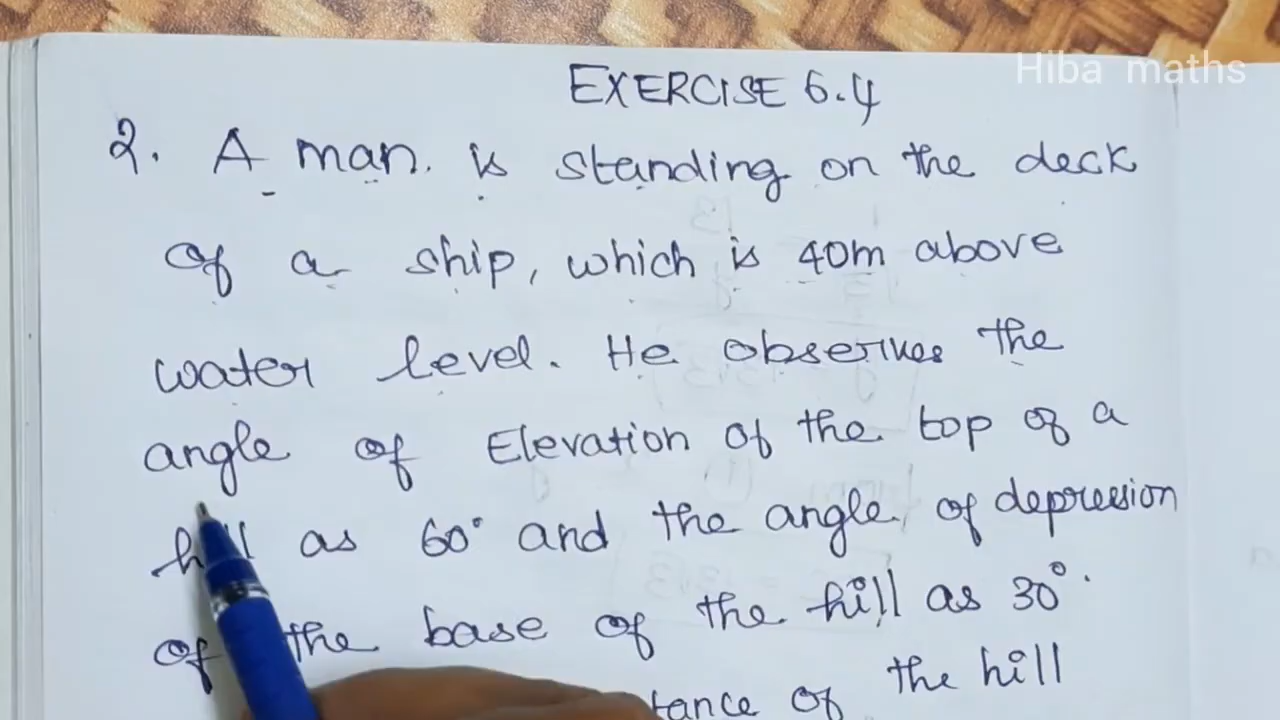 Hiba maths
EXERCISE 6.4
2. A man. is standing on the deck
of a ship, which is 40m above
water level. He observes the
angle of Elevation of the top of a
hill as 60° and the angle of depression
of the base of the hill as 30°.
of the hill